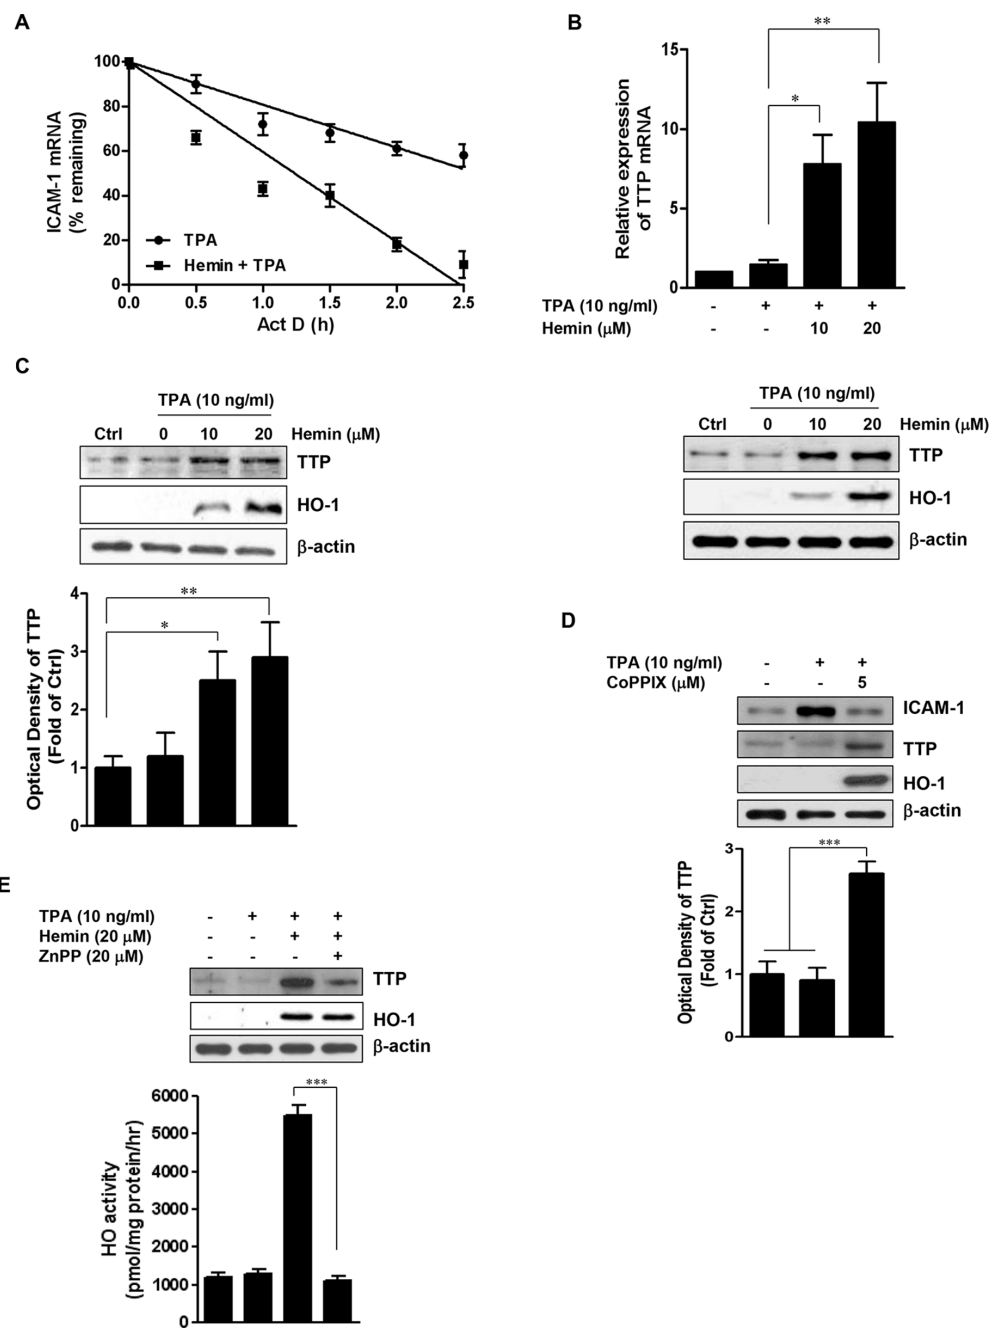 A
ICAM-1 mRNA
(% remaining)
100
80
60
40
20
0
TPA
Hemin + TPA
0.0 0.5 1.0 1.5 2.0 2.5
Act D (h)
B
Relative expression
of TTP mRNA
15
10
5
0
*
**
TPA (10 ng/ml) - + + +
Hemin (μM) - - 10 20
C
TPA (10 ng/ml)
Ctrl 0 10 20 Hemin (μM)
TTP
HO-1
β-actin
Optical Density of TTP
(Fold of Ctrl)
4
3
2
1
0
**
*
TPA (10 ng/ml)
Ctrl 0 10 20 Hemin (μM)
TTP
HO-1
β-actin
D
TPA (10 ng/ml) - + +
CoPPIX (μM) - - 5
ICAM-1
TTP
HO-1
β-actin
Optical Density of TTP
(Fold of Ctrl)
3
2
1
0
***
E
TPA (10 ng/ml) - + + +
Hemin (20 μM) - - + +
ZnPP (20 μM) - - - +
TTP
HO-1
β-actin
HO activity
(pmol/mg protein/hr)
6000
5000
4000
3000
2000
1000
0
***